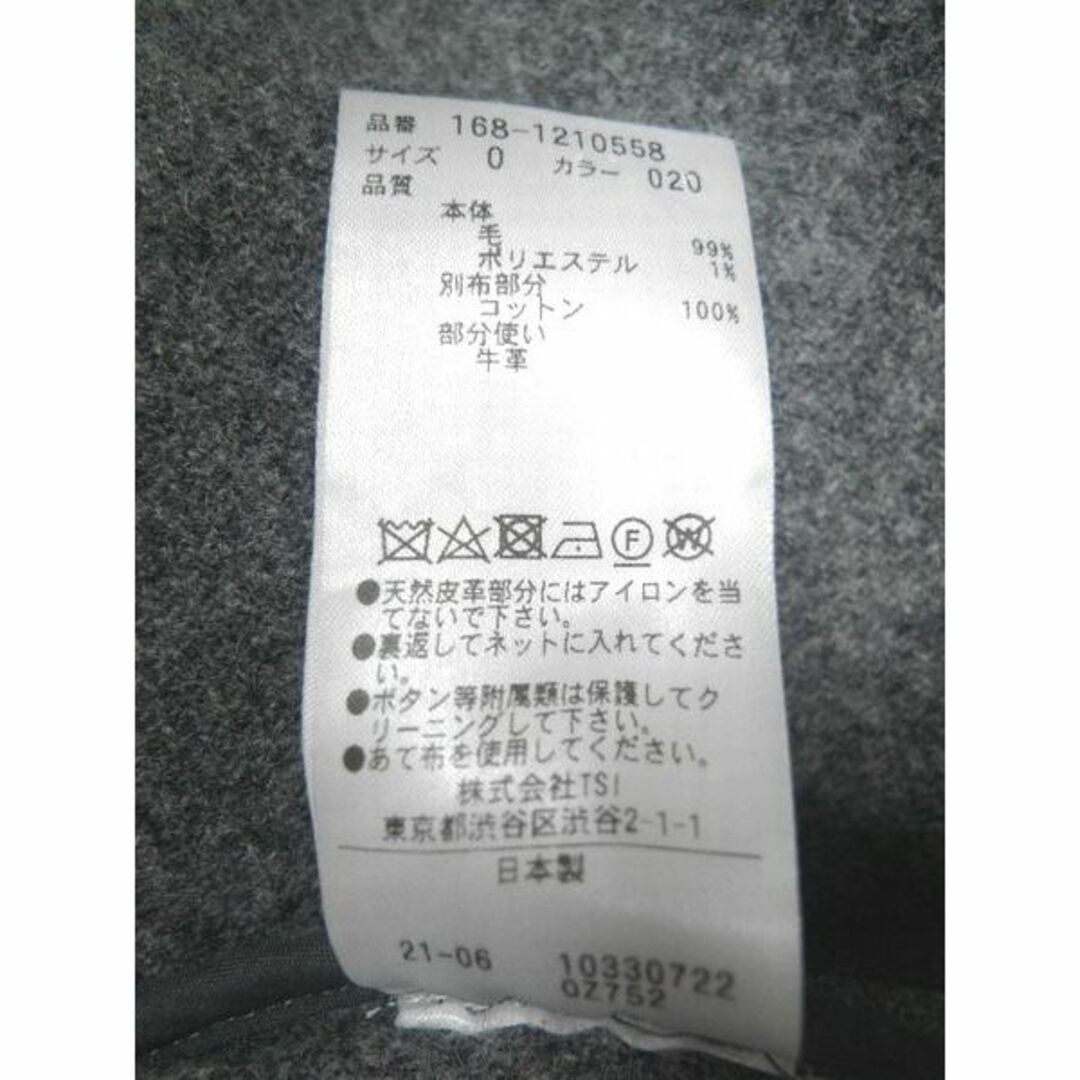 品番 168-1210558
サイズ 0 カラー 020
品質
本体
毛 99%
ポリエステル 1%
別布部分
コットン 100%
部分使い
牛革
F W
●天然皮革部分にはアイロンを当
てないで下さい。
●裏返してネットに入れてくださ
い。
●ボタン等附属類は保護してク
リーニングして下さい。
●あて布を使用してください。
株式会社TSI
東京都渋谷区渋谷2-1-1
日本製
21-06 10330722
0Z752